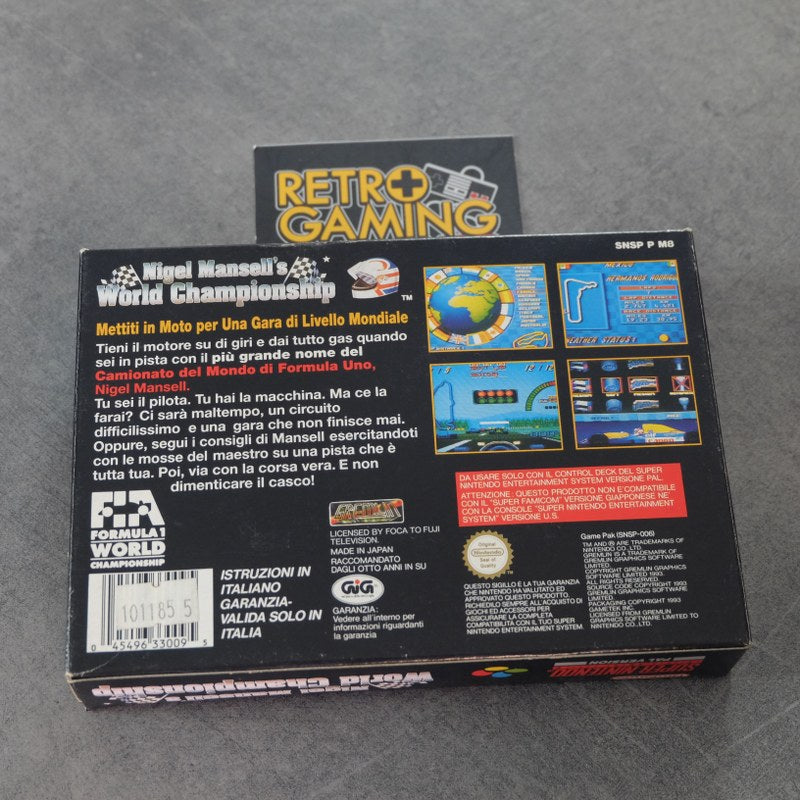 RETRO
GAMING
SNSP P M8
Nigel Mansell's
World Championship
TM
Mettiti in Moto per Una Gara di Livello Mondiale
Tieni il motore su di giri e dai tutto gas quando
sei in pista con il più grande nome del
Camionato del Mondo di Formula Uno,
Nigel Mansell.
Tu sei il pilota. Tu hai la macchina. Ma ce la
farai? Ci sarà maltempo, un circuito
difficilissimo e una gara che non finisce mai.
Oppure, segui i consigli di Mansell esercitandoti
con le mosse del maestro su una pista che è
tutta tua. Poi, via con la corsa vera. E non
dimenticare il casco!
MEXICO
HERMANOS RODRIGUEZ
WEATHER STATUS
DA USARE SOLO CON IL CONTROL DECK DEL SUPER
NINTENDO ENTERTAINMENT SYSTEM VERSIONE PAL.
ATTENZIONE: QUESTO PRODOTTO NON E'COMPATIBILE
CON IL "SUPER FAMICOM" VERSIONE GIAPPONESE NE'
CON LA CONSOLE "SUPER NINTENDO ENTERTAINMENT
SYSTEM" VERSIONE U.S.
FIA
FORMULA 1
WORLD
CHAMPIONSHIP
GREMLIN
LICENSED BY FOCA TO FUJI
TELEVISION.
MADE IN JAPAN
RACCOMANDATO
DAGLI OTTO ANNI IN SU
GiG
GARANZIA:
Vedere all'interno per
informazioni riguardanti
la garanzia
ISTRUZIONI IN
ITALIANO
GARANZIA-
VALIDA SOLO IN
ITALIA
101185 5
0 45496 33009 5
Original
Nintendo
Seal of
Quality
QUESTO SIGILLO E LA TUA GARANZIA
CHE NINTENDO HA VALUTATO ED
APPROVATO QUESTO PRODOTTO.
RICHIEDILO SEMPRE ALL'ACQUISTO DI
GIOCHI ED ACCESSORI PER
ASSICURARE LA COMPLETA
COMPATIBILITÀ CON IL TUO SUPER
NINTENDO ENTERTAINMENT SYSTEM.
Game Pak (SNSP-006)
TM AND ® ARE TRADEMARKS OF
NINTENDO CO., LTD.
GREMLIN IS A TRADEMARK OF
GREMLIN GRAPHICS SOFTWARE
LIMITED.
COPYRIGHT GREMLIN GRAPHICS
SOFTWARE LIMITED 1993.
ALL RIGHTS RESERVED.
SOURCE CODE COPYRIGHT 1993
GREMLIN GRAPHICS SOFTWARE
LIMITED.
PACKAGING COPYRIGHT 1993
GAMETEK INC.
LICENSED FROM GREMLIN
GRAPHICS SOFTWARE LIMITED TO
NINTENDO CO., LTD.
Nigel Mansell's
World Championship
SUPER NINTENDO
PAL VERSION